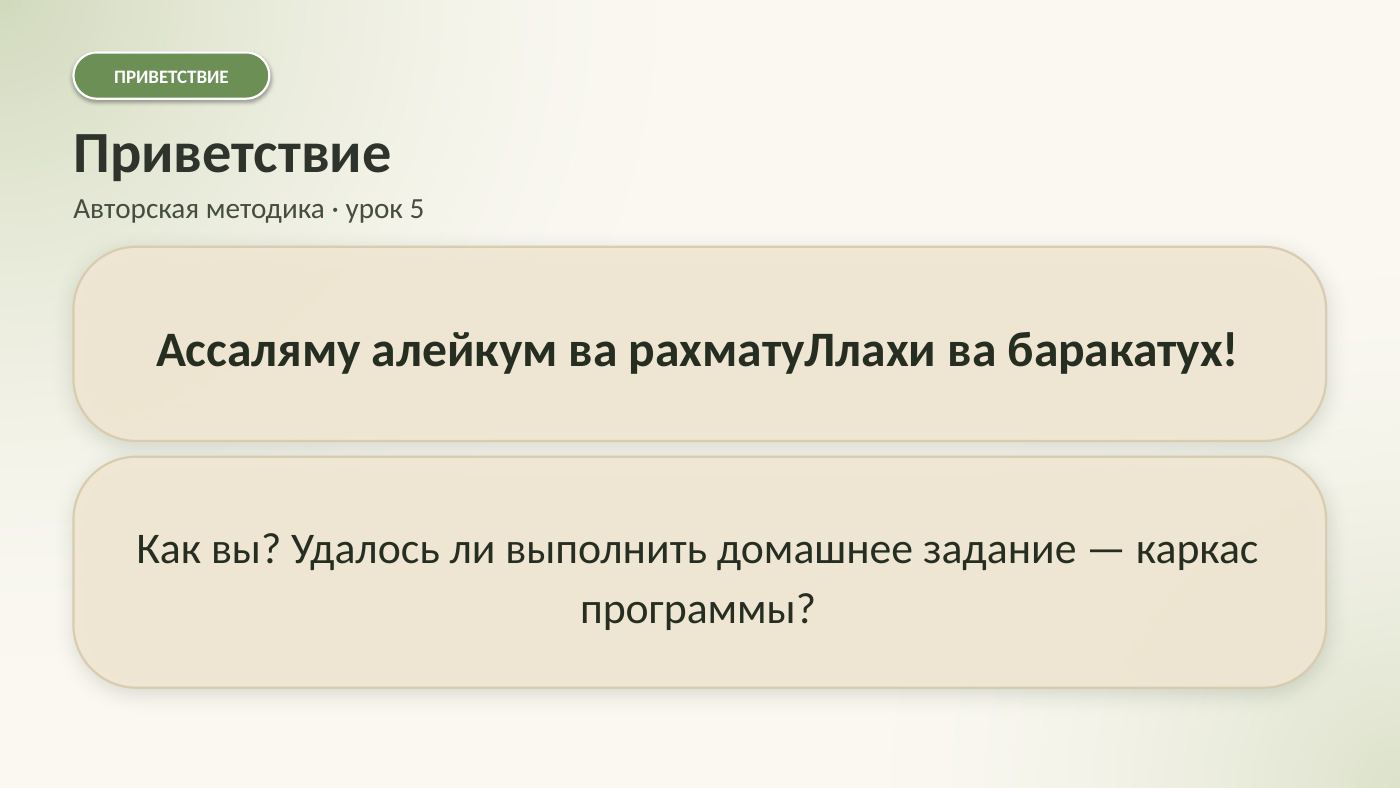 ПРИВЕТСТВИЕ
Приветствие
Авторская методика · урок 5
Ассаляму алейкум ва рахматуЛлахи ва баракатух!
Как вы? Удалось ли выполнить домашнее задание — каркас
программы?